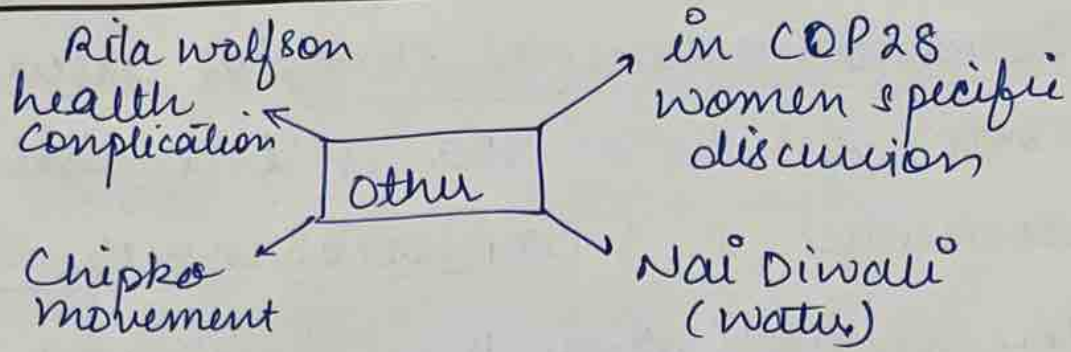 Rila wolfson
health
complication
in COP28
women specific
discussion
Other
Chipko
movement
Nai Diwali
(Water)